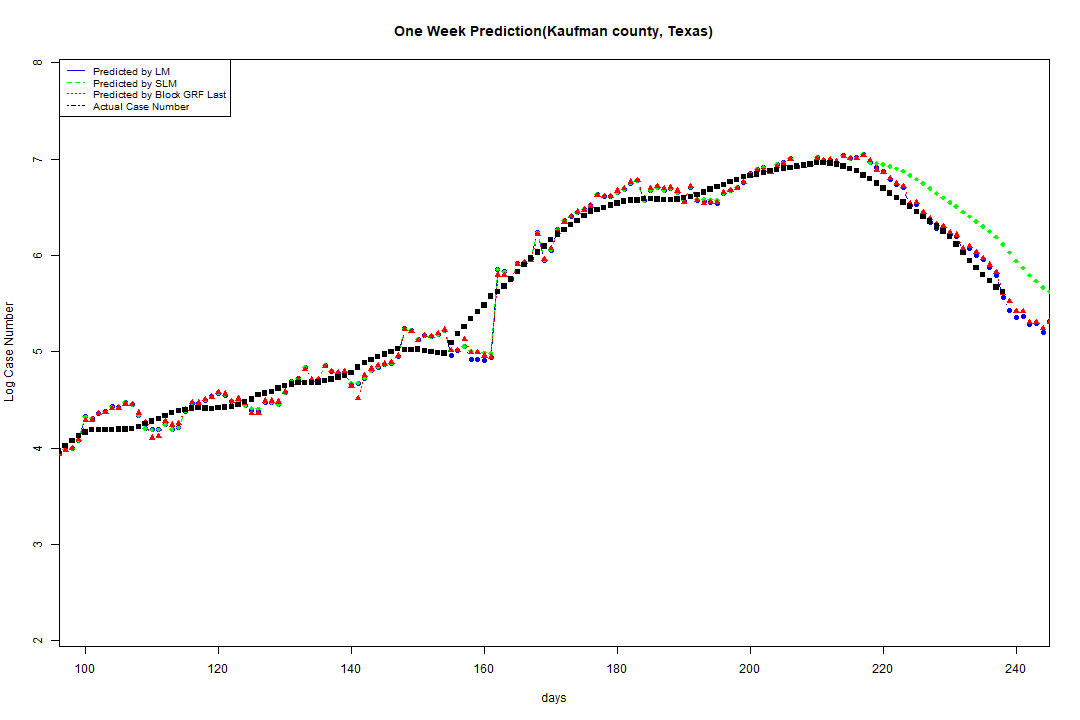 One Week Prediction(Kaufman county, Texas)
Predicted by LM
Predicted by SLM
Predicted by Block GRF Last
Actual Case Number
8
7
6
5
4
3
2
Log Case Number
100 120 140 160 180 200 220 240
days